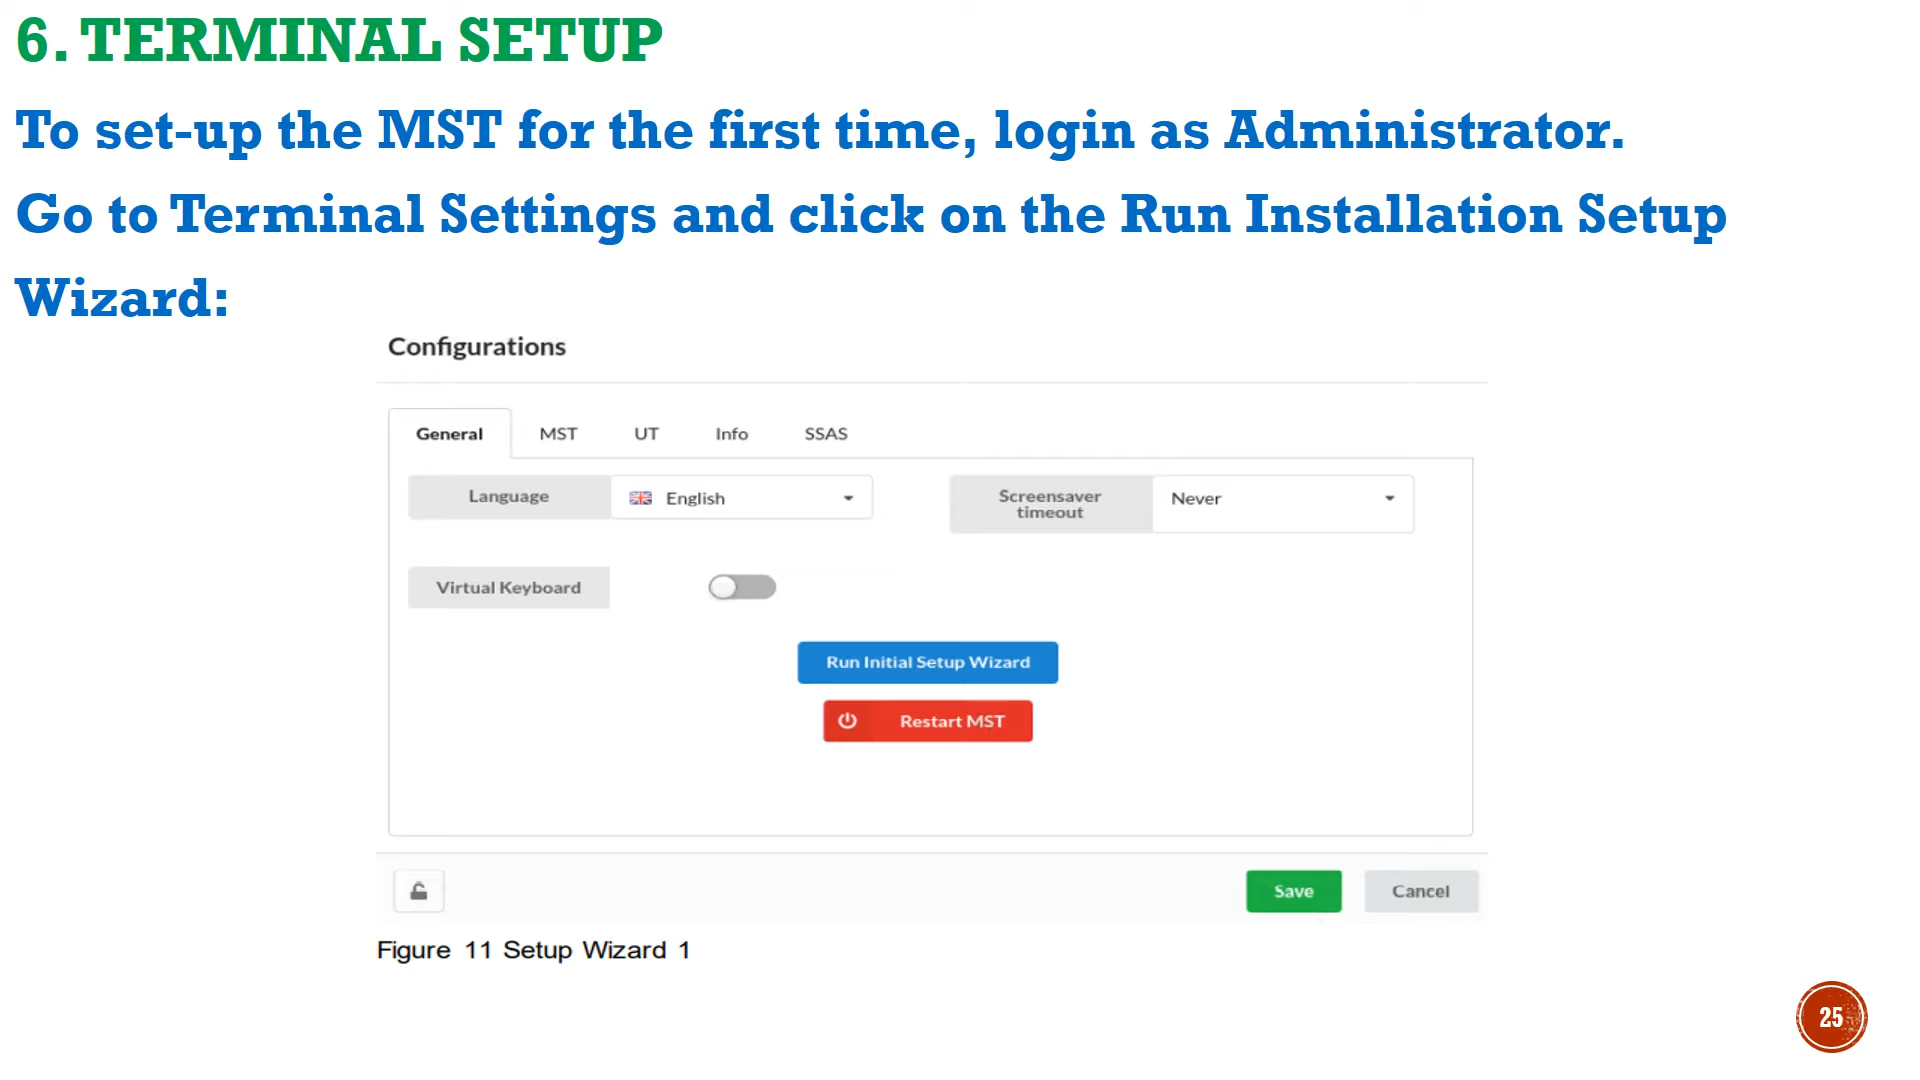 6. TERMINAL SETUP
To set-up the MST for the first time, login as Administrator.
Go to Terminal Settings and click on the Run Installation Setup
Wizard:
Configurations
General MST UT Info SSAS
Language English Screensaver timeout Never
Virtual Keyboard
Run Initial Setup Wizard
Restart MST
Save Cancel
Figure 11 Setup Wizard 1
25